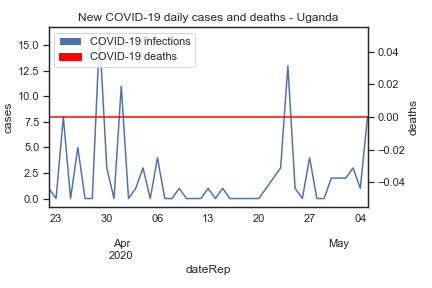 New COVID-19 daily cases and deaths - Uganda
COVID-19 infections
COVID-19 deaths
15.0
12.5
10.0
7.5
5.0
2.5
0.0
cases
0.04
0.02
0.00
−0.02
−0.04
deaths
23 30 06 13 20 27 04
Apr May
2020
dateRep